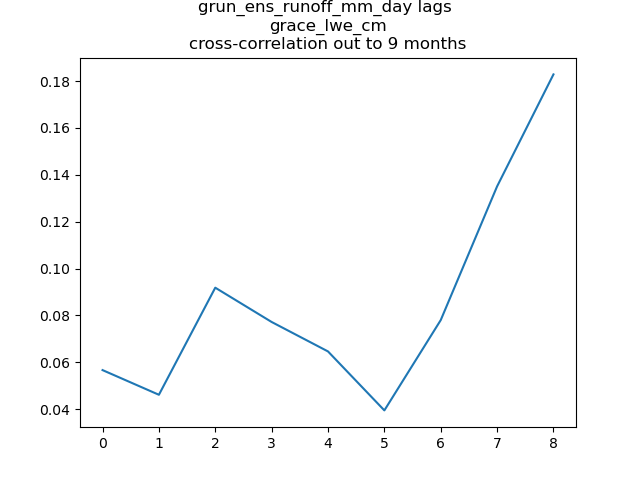 grun_ens_runoff_mm_day lags
grace_lwe_cm
cross-correlation out to 9 months
0.18
0.16
0.14
0.12
0.10
0.08
0.06
0.04
0 1 2 3 4 5 6 7 8